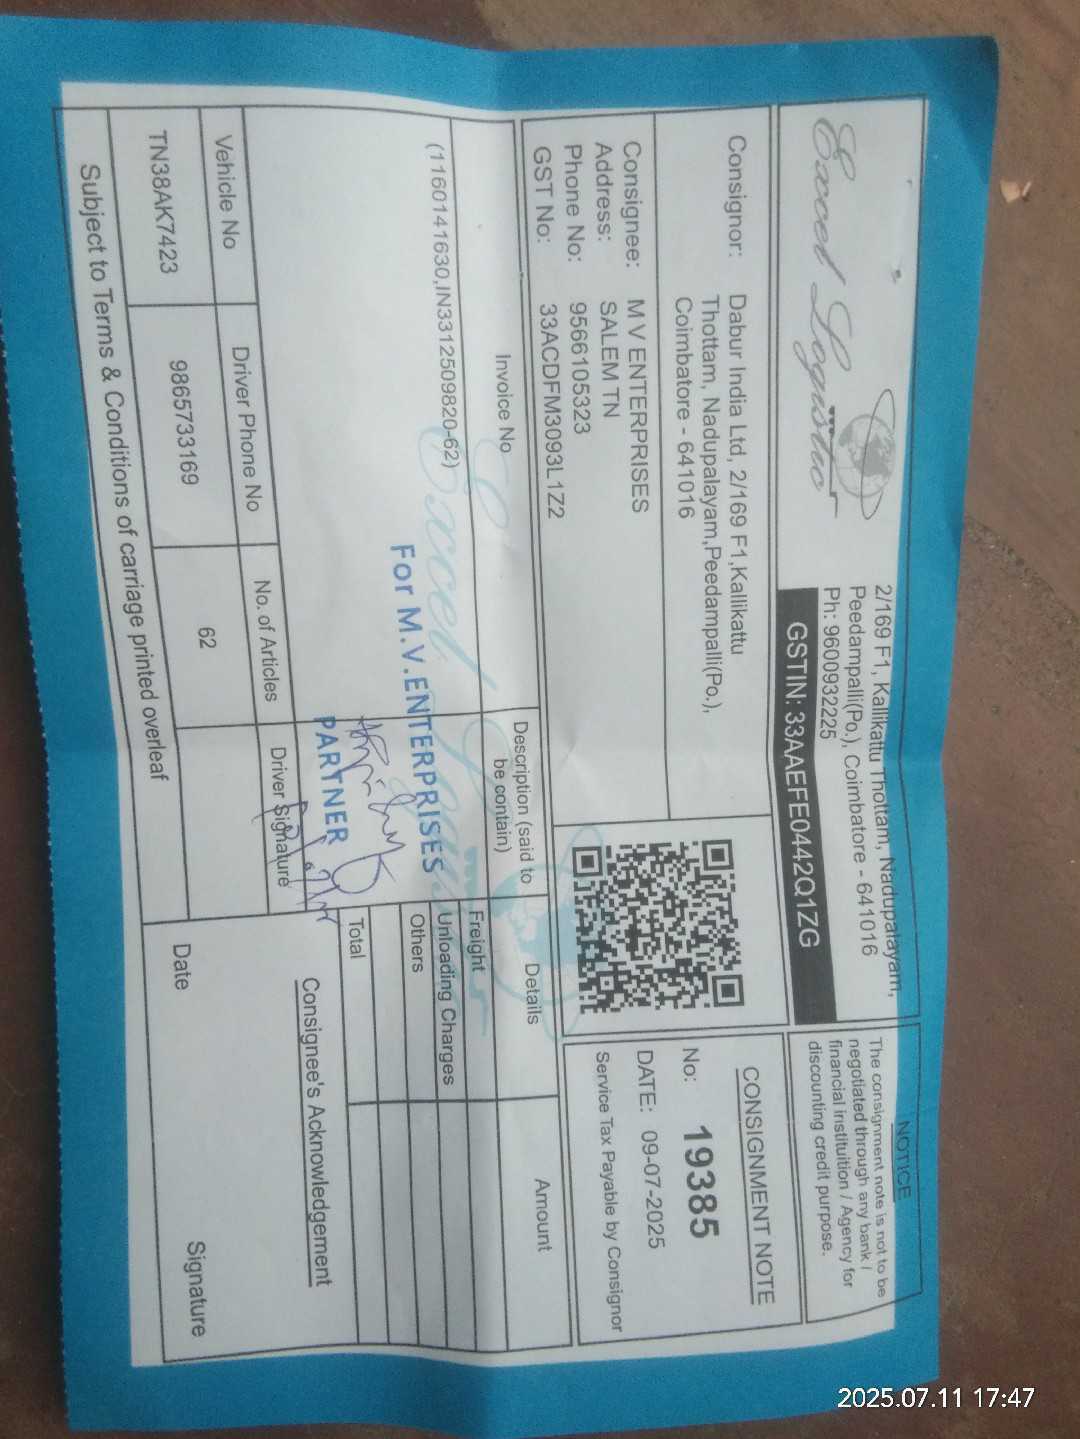 Excel Logistics
2/169 F1, Kallikattu Thottam, Nadupalayam,
Peedampalli(Po.), Coimbatore - 641016
Ph: 9600932225
GSTIN: 33AAEFE0442Q1ZG
NOTICE
The consignment note is not to be
negotiated through any bank /
financial instituition / Agency for
discounting credit purpose.
Consignor: Dabur India Ltd, 2/169 F1,Kallikattu
Thottam, Nadupalayam,Peedampalli(Po.),
Coimbatore - 641016
CONSIGNMENT NOTE
No: 19385
DATE: 09-07-2025
Service Tax Payable by Consignor
Consignee: M V ENTERPRISES
Address: SALEM TN
Phone No: 9566105323
GST No: 33ACDFM3093L1Z2
Invoice No
Description (said to
be contain)
Details
Amount
(1160141630,IN3312509820-62)
Excel Logistics
Freight
Unloading Charges
Others
Total
For M.V.ENTERPRISES
PARTNER
Vehicle No
Driver Phone No
No. of Articles
Driver Signature
TN38AK7423
9865733169
62
Consignee's Acknowledgement
Date
Signature
Subject to Terms & Conditions of carriage printed overleaf
2025.07.11 17:47